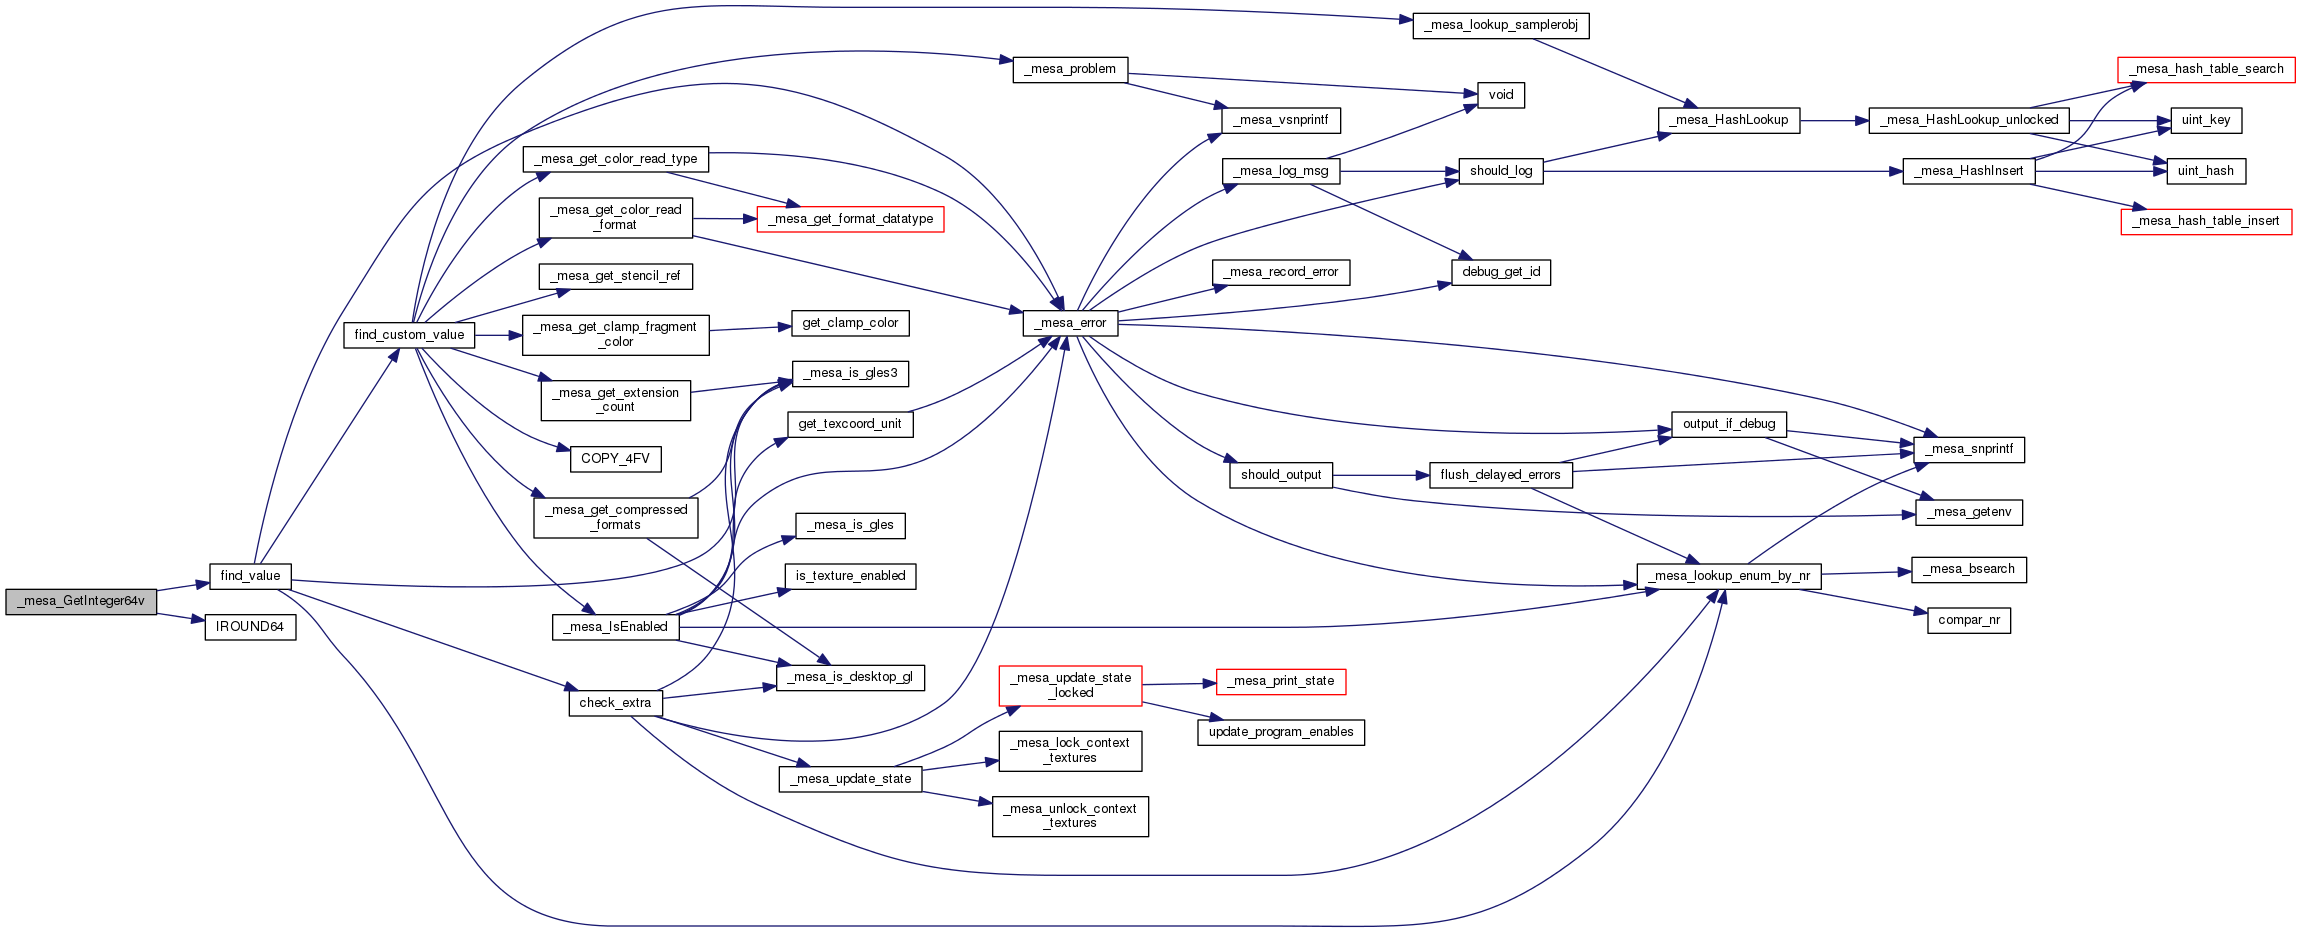 _mesa_GetInteger64v
find_value
IROUND64
find_custom_value
_mesa_get_color_read_type
_mesa_get_color_read
_format
_mesa_get_stencil_ref
_mesa_get_clamp_fragment
_color
_mesa_get_extension
_count
COPY_4FV
_mesa_get_compressed
_formats
_mesa_IsEnabled
check_extra
_mesa_get_format_datatype
get_clamp_color
_mesa_is_gles3
get_texcoord_unit
_mesa_is_gles
is_texture_enabled
_mesa_is_desktop_gl
_mesa_update_state
_mesa_problem
_mesa_error
_mesa_update_state
_locked
_mesa_lock_context
_textures
_mesa_unlock_context
_textures
_mesa_vsnprintf
_mesa_log_msg
_mesa_record_error
should_output
_mesa_print_state
update_program_enables
_mesa_lookup_samplerobj
void
should_log
debug_get_id
flush_delayed_errors
_mesa_HashLookup
output_if_debug
_mesa_lookup_enum_by_nr
_mesa_HashLookup_unlocked
_mesa_HashInsert
_mesa_snprintf
_mesa_getenv
_mesa_bsearch
compar_nr
_mesa_hash_table_search
uint_key
uint_hash
_mesa_hash_table_insert